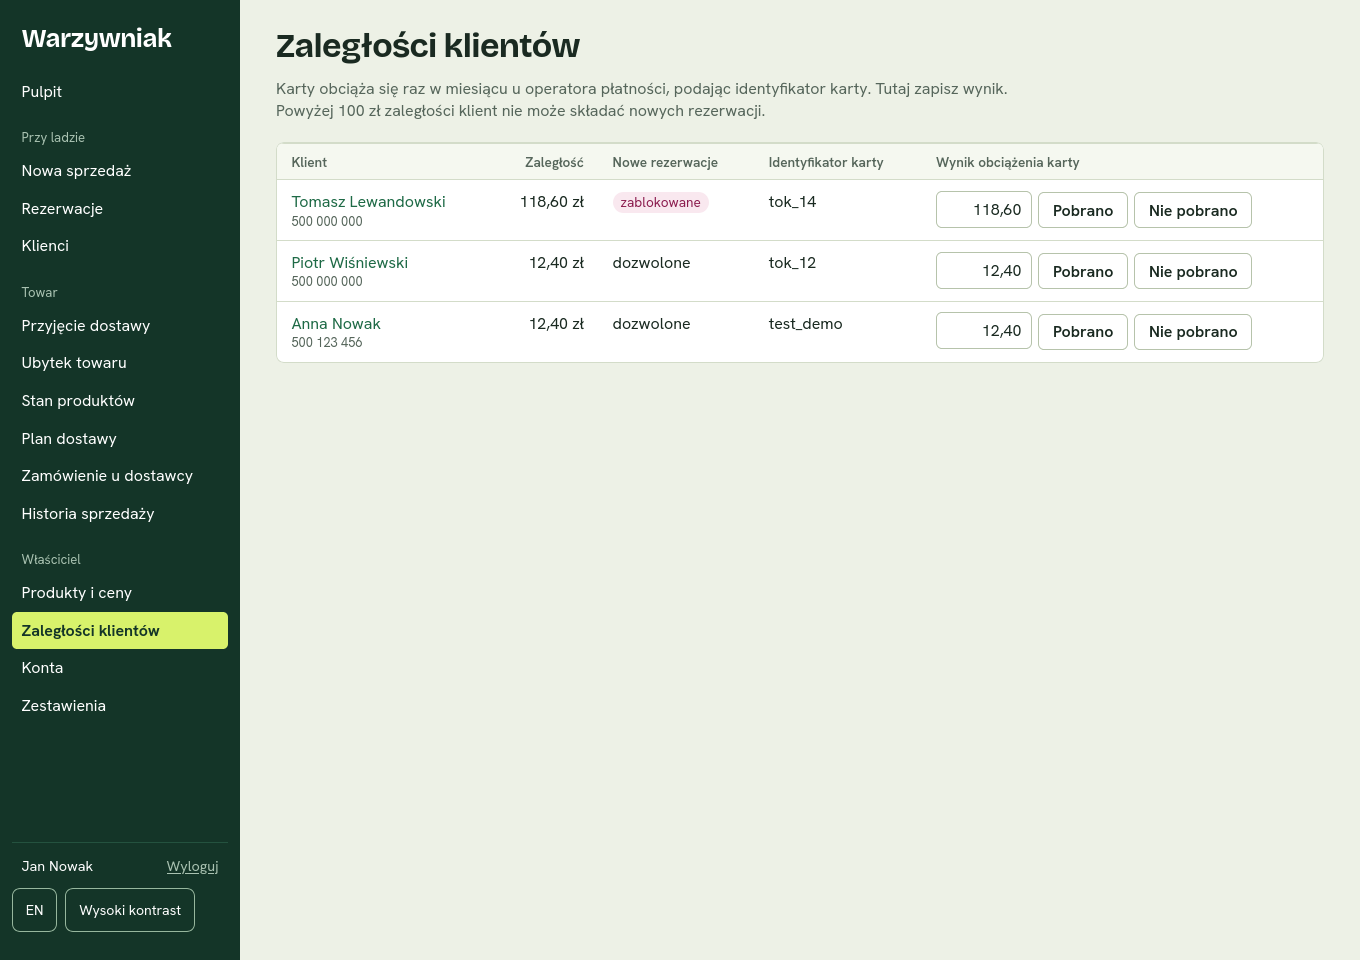 Warzywniak
Pulpit
Przy ladzie
Nowa sprzedaż
Rezerwacje
Klienci
Towar
Przyjęcie dostawy
Ubytek towaru
Stan produktów
Plan dostawy
Zamówienie u dostawcy
Historia sprzedaży
Właściciel
Produkty i ceny
Zaległości klientów
Konta
Zestawienia
Jan Nowak Wyloguj
EN Wysoki kontrast
Zaległości klientów
Karty obciąża się raz w miesiącu u operatora płatności, podając identyfikator karty. Tutaj zapisz wynik.
Powyżej 100 zł zaległości klient nie może składać nowych rezerwacji.
Klient Zaległość Nowe rezerwacje Identyfikator karty Wynik obciążenia karty
Tomasz Lewandowski 118,60 zł zablokowane tok_14 118,60 Pobrano Nie pobrano
500 000 000
Piotr Wiśniewski 12,40 zł dozwolone tok_12 12,40 Pobrano Nie pobrano
500 000 000
Anna Nowak 12,40 zł dozwolone test_demo 12,40 Pobrano Nie pobrano
500 123 456